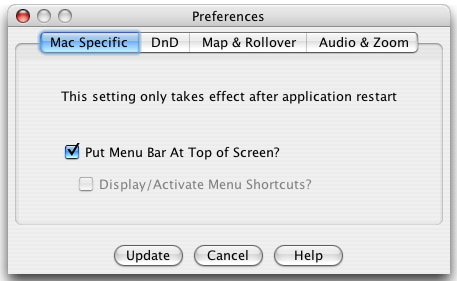 Preferences
Mac Specific DnD Map & Rollover Audio & Zoom
This setting only takes effect after application restart
Put Menu Bar At Top of Screen?
Display/Activate Menu Shortcuts?
Update Cancel Help